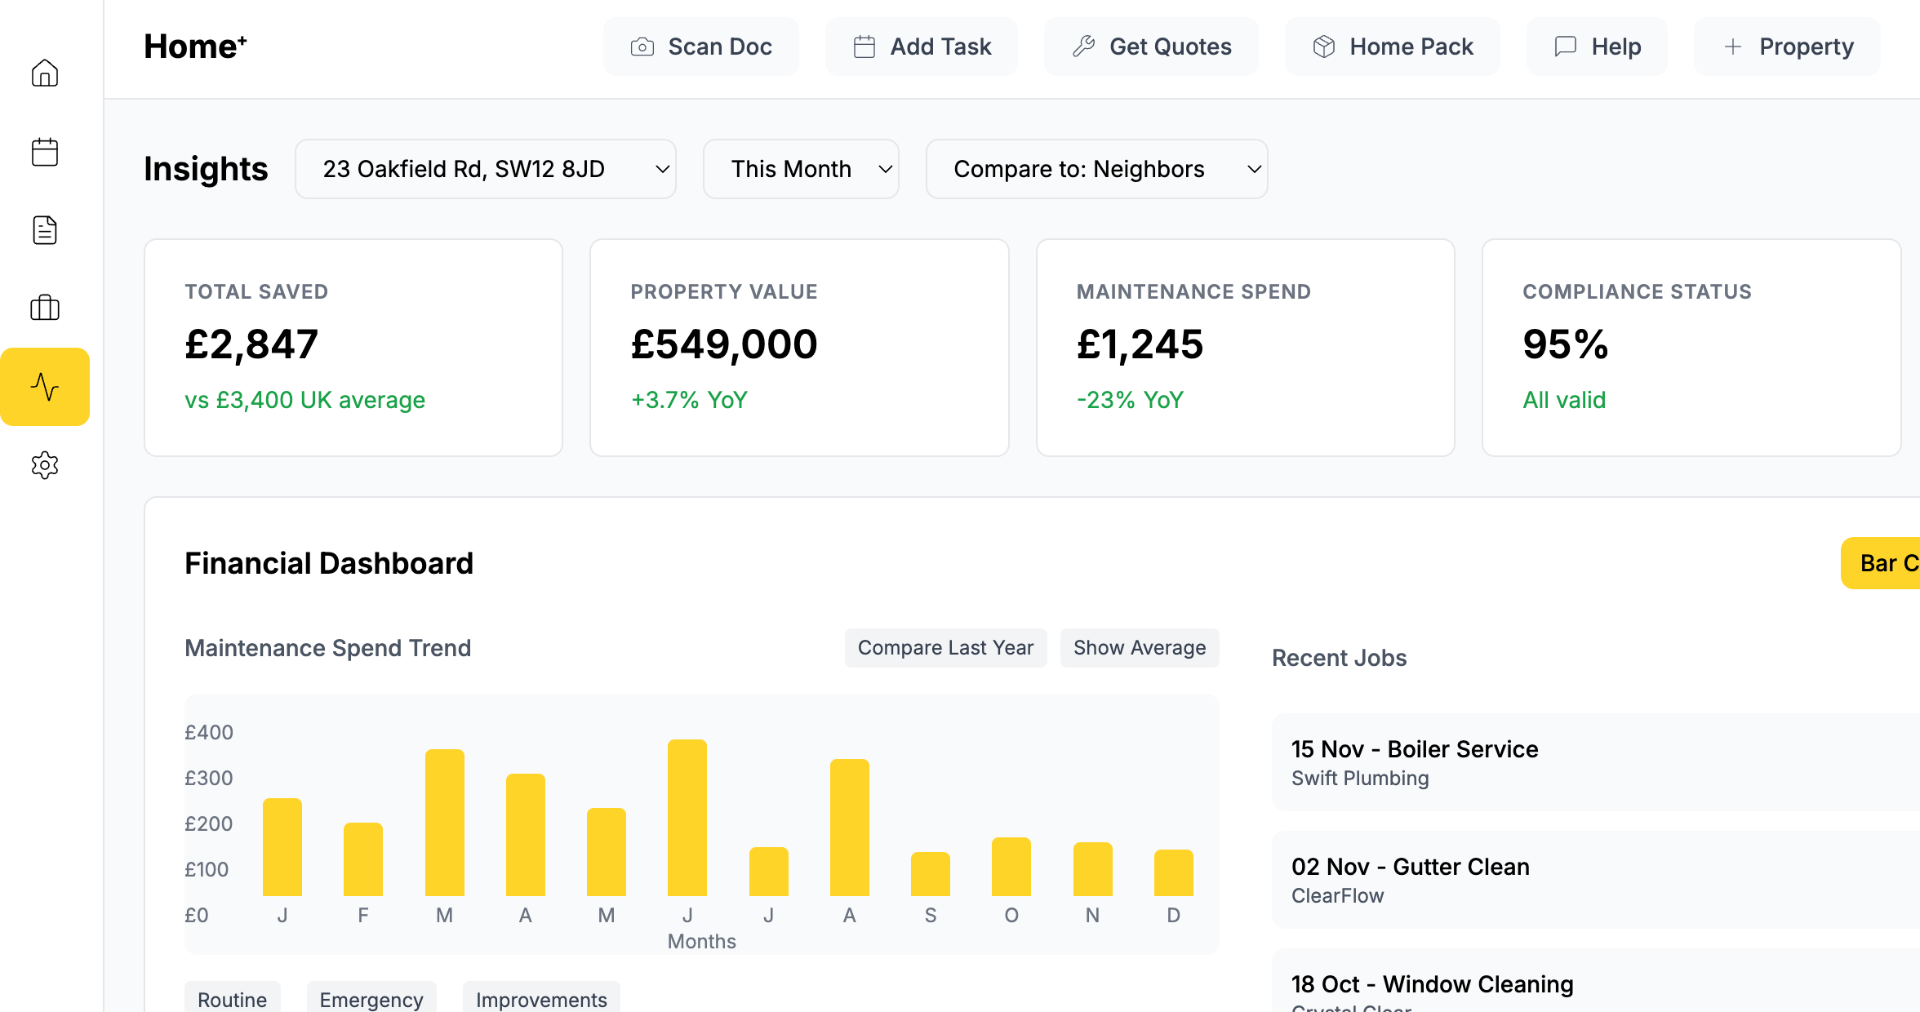 Home+
Scan Doc
Add Task
Get Quotes
Home Pack
Help
Property
Insights
23 Oakfield Rd, SW12 8JD
This Month
Compare to: Neighbors
TOTAL SAVED
£2,847
vs £3,400 UK average
PROPERTY VALUE
£549,000
+3.7% YoY
MAINTENANCE SPEND
£1,245
-23% YoY
COMPLIANCE STATUS
95%
All valid
Financial Dashboard
Bar C
Maintenance Spend Trend
Compare Last Year
Show Average
£400
£300
£200
£100
£0
J F M A M J J A S O N D
Months
Routine
Emergency
Improvements
Recent Jobs
15 Nov - Boiler Service
Swift Plumbing
02 Nov - Gutter Clean
ClearFlow
18 Oct - Window Cleaning
Crystal Clear